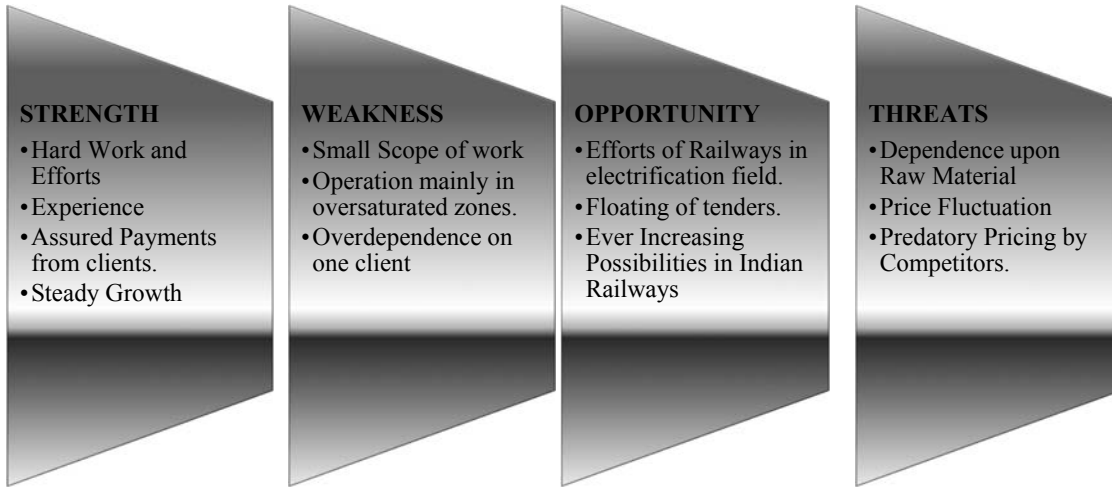 STRENGTH
•Hard Work and
Efforts
•Experience
•Assured Payments
from clients.
•Steady Growth
WEAKNESS
•Small Scope of work
•Operation mainly in
oversaturated zones.
•Overdependence on
one client
OPPORTUNITY
•Efforts of Railways in
electrification field.
•Floating of tenders.
•Ever Increasing
Possibilities in Indian
Railways
THREATS
•Dependence upon
Raw Material
•Price Fluctuation
•Predatory Pricing by
Competitors.